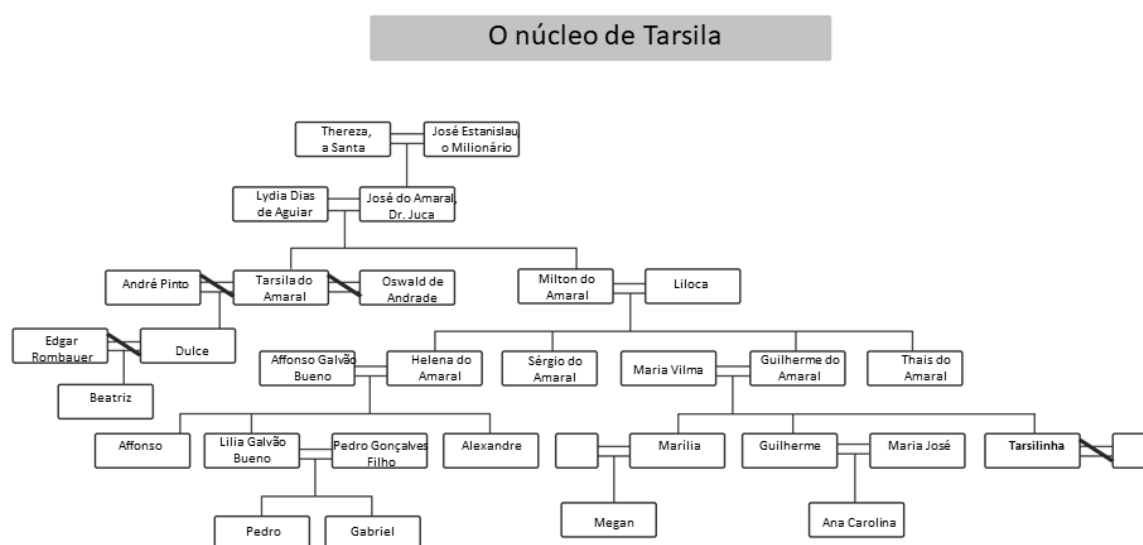 O núcleo de Tarsila
Thereza,
a Santa
José Estanislau,
o Milionário
Lydia Dias
de Aguiar
José do Amaral,
Dr. Juca
André Pinto
Tarsila do
Amaral
Oswald de
Andrade
Milton do
Amaral
Liloca
Edgar
Rombauer
Dulce
Affonso Galvão
Bueno
Helena do
Amaral
Sérgio do
Amaral
Maria Vilma
Guilherme do
Amaral
Thais do
Amaral
Beatriz
Affonso
Lilia Galvão
Bueno
Pedro Gonçalves
Filho
Alexandre
Marília
Guilherme
Maria José
Tarsilinha
Pedro
Gabriel
Megan
Ana Carolina